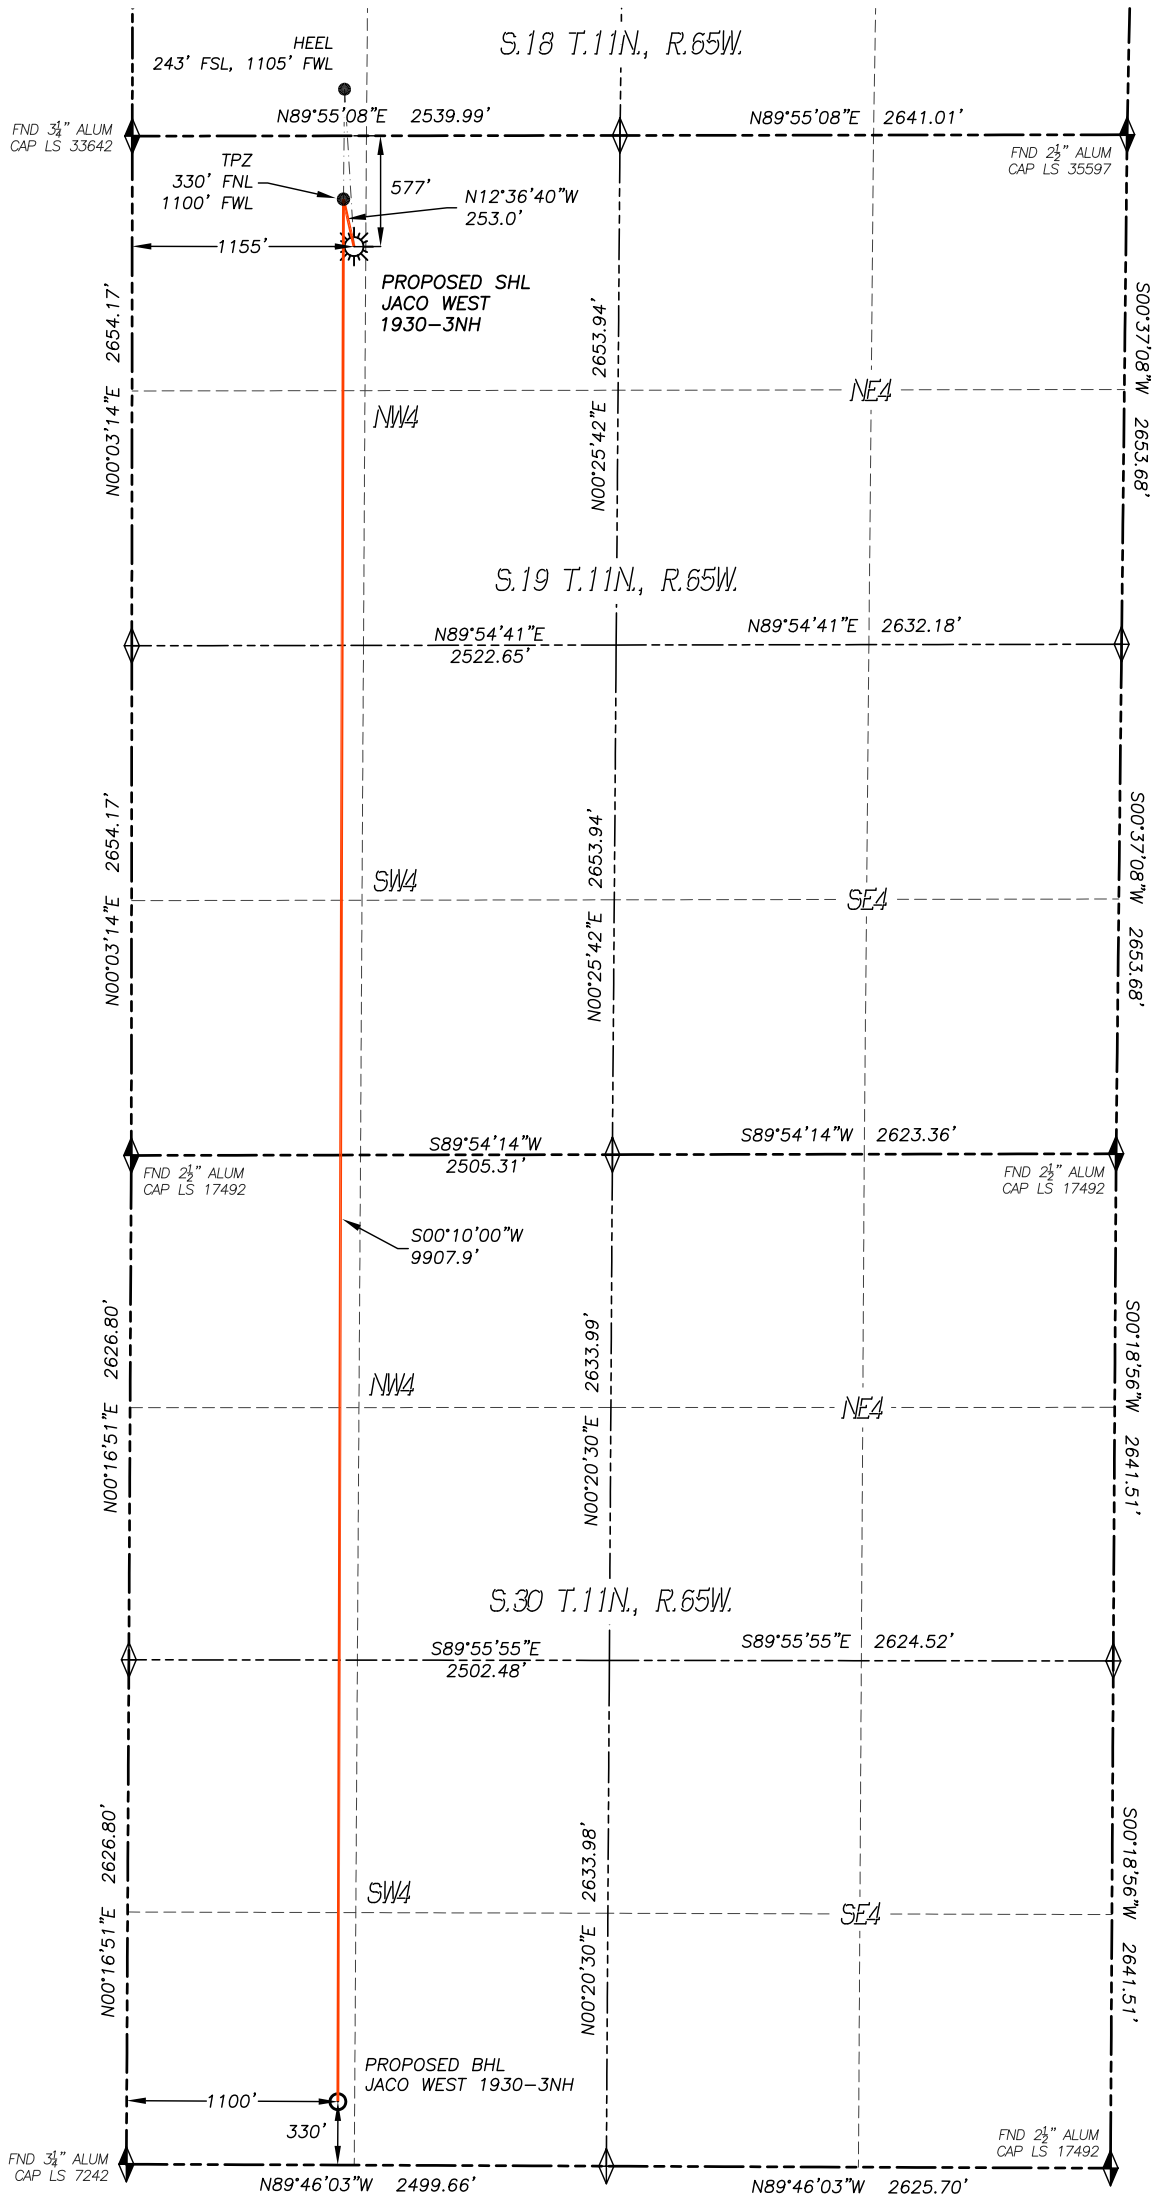 S.18 T.11N., R.65W.
HEEL
243' FSL, 1105' FWL
N89°55'08"E 2539.99'
N89°55'08"E 2641.01'
FND 3¼" ALUM
CAP LS 33642
FND 2½" ALUM
CAP LS 35597
TPZ
330' FNL
1100' FWL
577'
N12°36'40"W
253.0'
1155'
PROPOSED SHL
JACO WEST
1930-3NH
N00°03'14"E 2654.17'
N00°25'42"E 2653.94'
S00°37'08"W 2653.68'
NW4
NE4
S.19 T.11N., R.65W.
N89°54'41"E
2522.65'
N89°54'41"E 2632.18'
N00°03'14"E 2654.17'
N00°25'42"E 2653.94'
S00°37'08"W 2653.68'
SW4
SE4
S89°54'14"W
2505.31'
S89°54'14"W 2623.36'
FND 2½" ALUM
CAP LS 17492
FND 2½" ALUM
CAP LS 17492
S00°10'00"W
9907.9'
N00°16'51"E 2626.80'
N00°20'30"E 2633.99'
S00°18'56"W 2641.51'
NW4
NE4
S.30 T.11N., R.65W.
S89°55'55"E
2502.48'
S89°55'55"E 2624.52'
N00°16'51"E 2626.80'
N00°20'30"E 2633.98'
S00°18'56"W 2641.51'
SW4
SE4
PROPOSED BHL
JACO WEST 1930-3NH
1100'
330'
FND 3¼" ALUM
CAP LS 7242
FND 2½" ALUM
CAP LS 17492
N89°46'03"W 2499.66'
N89°46'03"W 2625.70'